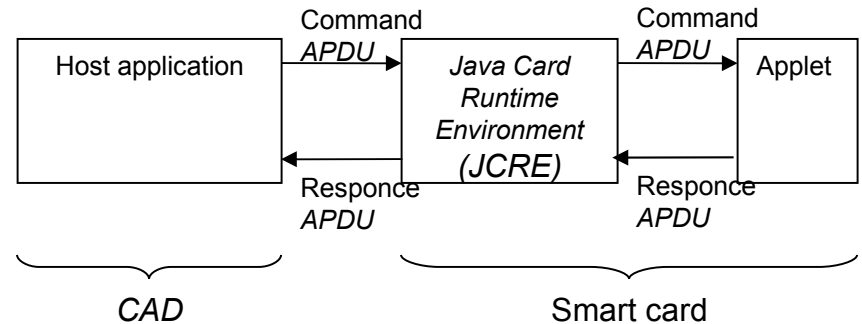 Command
APDU
Command
APDU
Host application
Java Card
Runtime
Environment
(JCRE)
Applet
Responce
APDU
Responce
APDU
CAD
Smart card